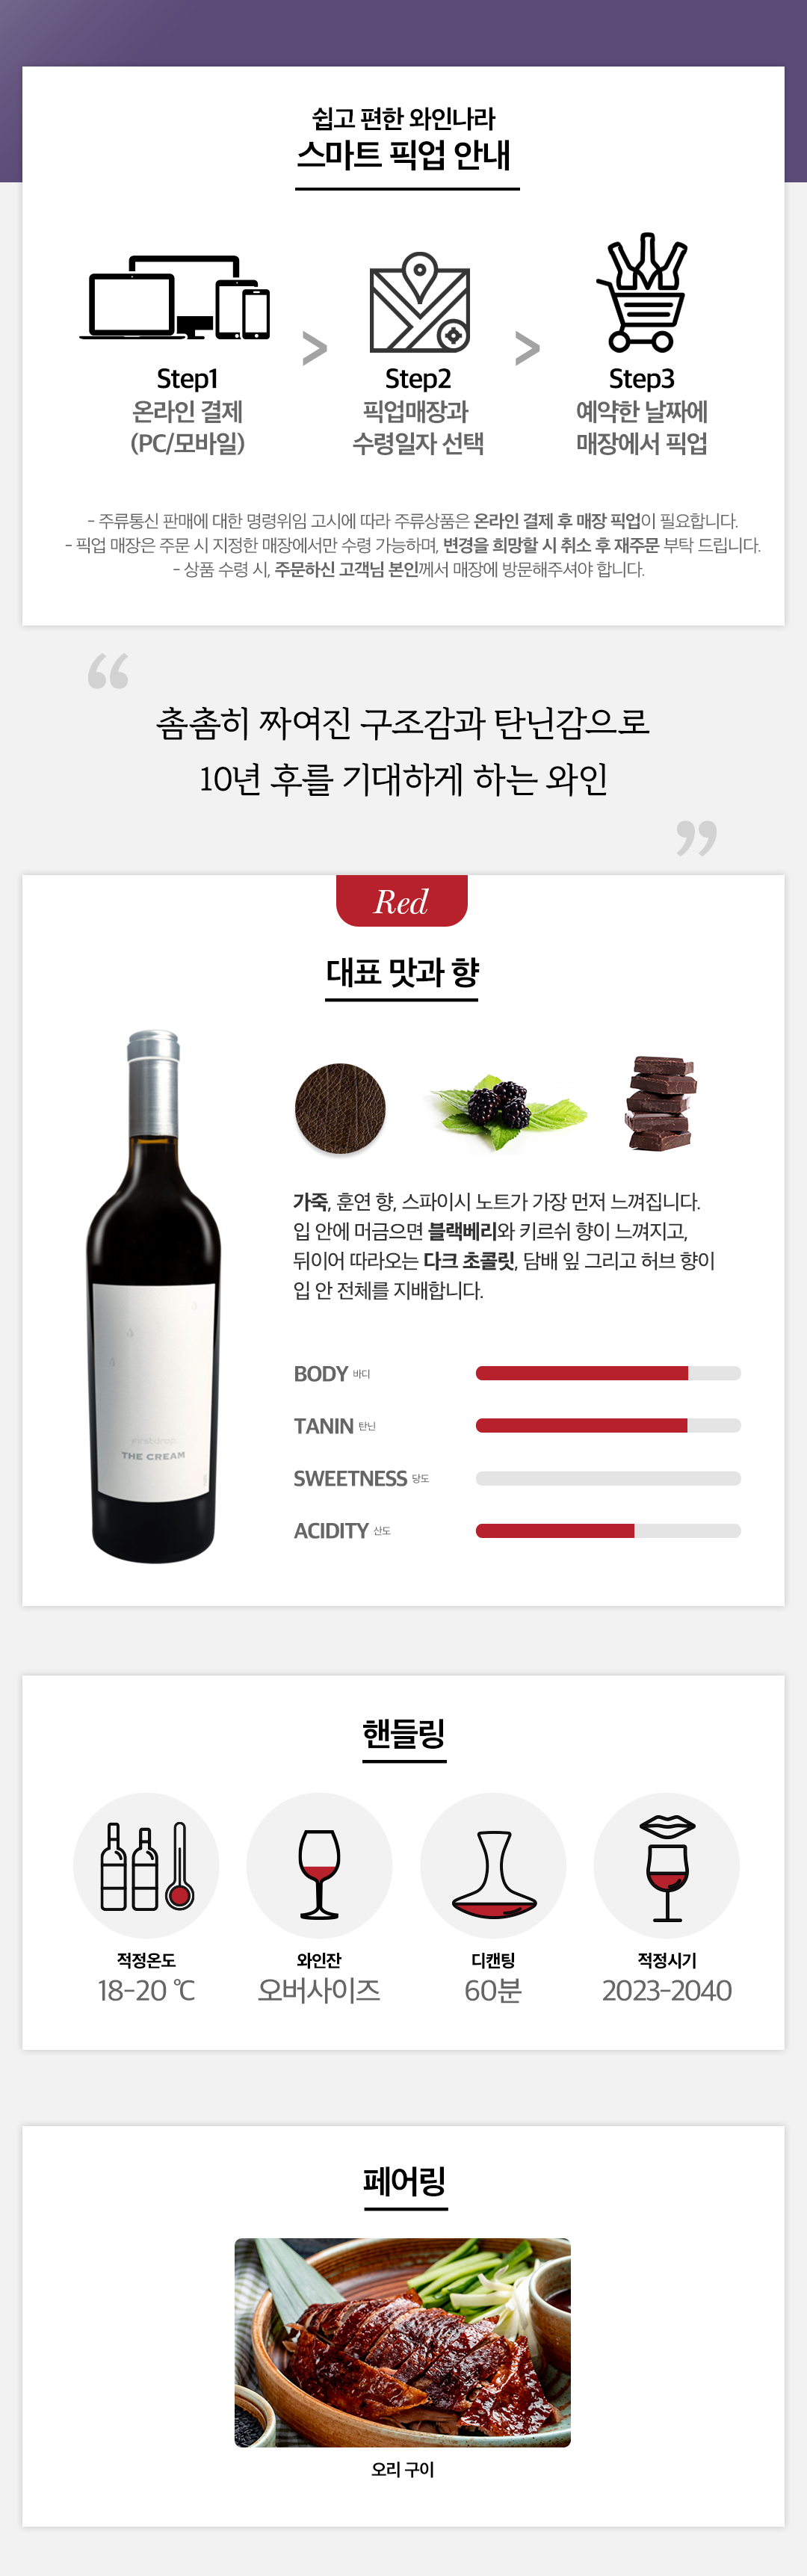 쉽고 편한 와인나라
스마트 픽업 안내
Step1
온라인 결제
(PC/모바일)
>
Step2
픽업매장과
수령일자 선택
>
Step3
예약한 날짜에
매장에서 픽업
- 주류통신 판매에 대한 명령위임 고시에 따라 주류상품은 온라인 결제 후 매장 픽업이 필요합니다.
- 픽업 매장은 주문 시 지정한 매장에서만 수령 가능하며, 변경을 희망할 시 취소 후 재주문 부탁 드립니다.
- 상품 수령 시, 주문하신 고객님 본인께서 매장에 방문해주셔야 합니다.
“
촘촘히 짜여진 구조감과 탄닌감으로
10년 후를 기대하게 하는 와인
”
Red
대표 맛과 향
THE CREAM
가죽, 훈연 향, 스파이시 노트가 가장 먼저 느껴집니다.
입 안에 머금으면 블랙베리와 키르쉬 향이 느껴지고,
뒤이어 따라오는 다크 초콜릿, 담배 잎 그리고 허브 향이
입 안 전체를 지배합니다.
BODY 바디
TANIN 탄닌
SWEETNESS 당도
ACIDITY 산도
핸들링
적정온도
18-20 ℃
와인잔
오버사이즈
디캔팅
60분
적정시기
2023-2040
페어링
오리 구이